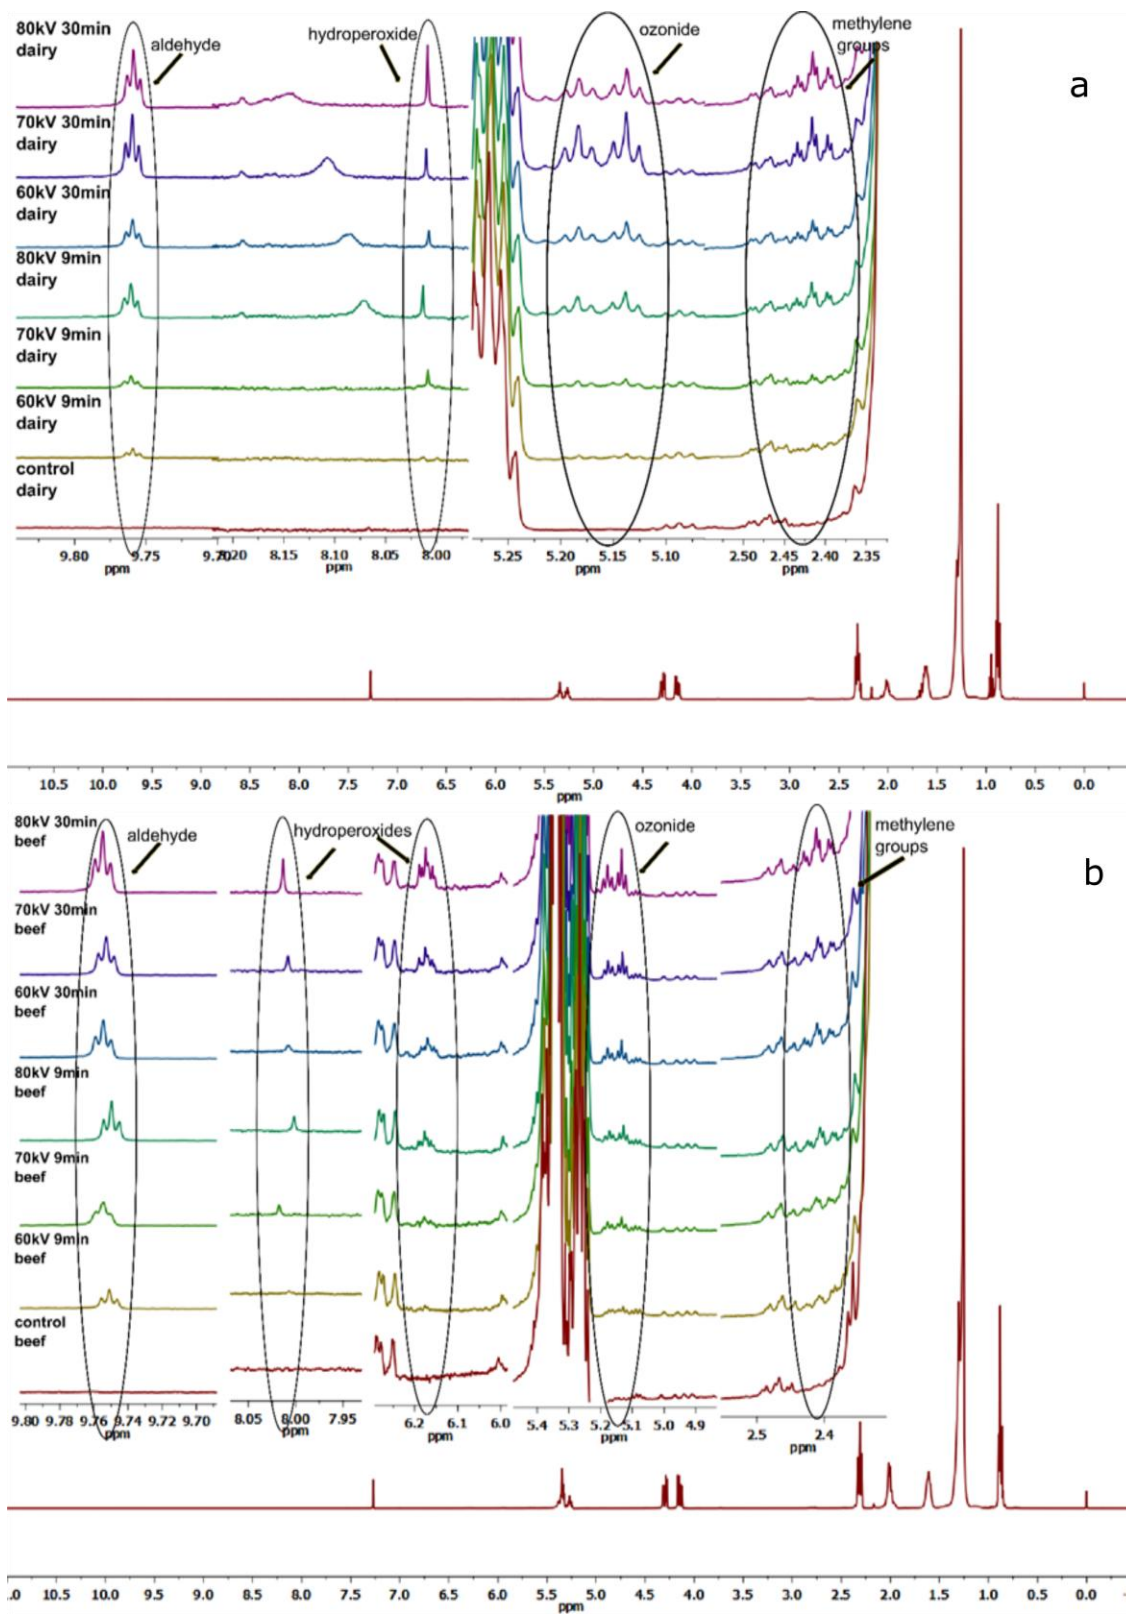 80kV 30min
dairy
aldehyde
hydroperoxide
ozonide
methylene
groups
a
70kV 30min
dairy
60kV 30min
dairy
80kV 9min
dairy
70kV 9min
dairy
60kV 9min
dairy
control
dairy
9.80 9.75 9.70
ppm
8.20 8.15 8.10 8.05 8.00
ppm
5.25 5.20 5.15 5.10
ppm
2.50 2.45 2.40 2.35
ppm
10.5 10.0 9.5 9.0 8.5 8.0 7.5 7.0 6.5 6.0 5.5 5.0 4.5 4.0 3.5 3.0 2.5 2.0 1.5 1.0 0.5 0.0
ppm
80kV 30min
beef
aldehyde
hydroperoxides
ozonide
methylene
groups
b
70kV 30min
beef
60kV 30min
beef
80kV 9min
beef
70kV 9min
beef
60kV 9min
beef
control
beef
9.80 9.78 9.76 9.74 9.72 9.70
ppm
8.05 8.00 7.95
ppm
6.2 6.1 6.0
5.4 5.3 5.2 5.1 5.0 4.9
ppm
2.5 2.4
ppm
.0 10.5 10.0 9.5 9.0 8.5 8.0 7.5 7.0 6.5 6.0 5.5 5.0 4.5 4.0 3.5 3.0 2.5 2.0 1.5 1.0 0.5 0.0
ppm